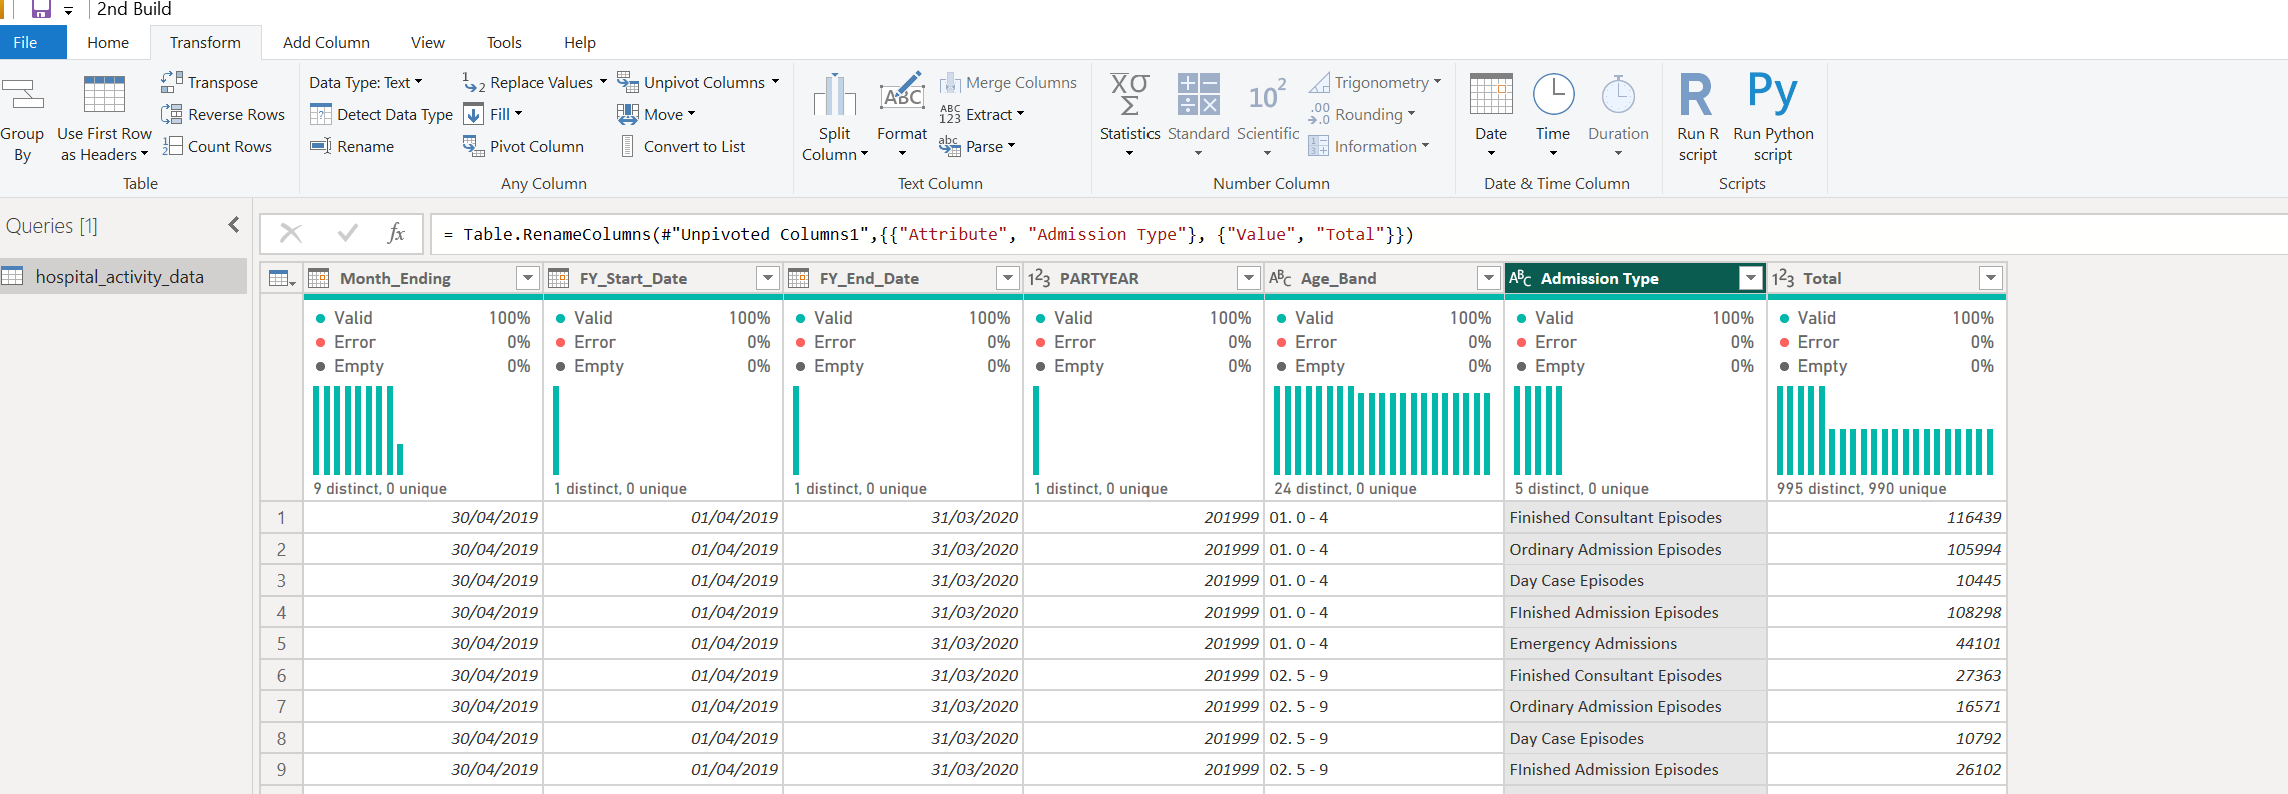 2nd Build
File Home Transform Add Column View Tools Help
Group By
Use First Row as Headers
Transpose
Reverse Rows
Count Rows
Table
Data Type: Text
Detect Data Type
Rename
1 2 Replace Values
Fill
Pivot Column
Unpivot Columns
Move
Convert to List
Any Column
Split Column
ABC
Format
Merge Columns
ABC 123 Extract
abc Parse
Text Column
XΣσ Statistics
Standard
10² Scientific
Trigonometry
.00 .0 Rounding
Information
Number Column
Date
Time
Duration
Date & Time Column
R Run R script
Py Run Python script
Scripts
Queries [1]
hospital_activity_data
fx = Table.RenameColumns(#"Unpivoted Columns1",{{"Attribute", "Admission Type"}, {"Value", "Total"}})
Month_Ending FY_Start_Date FY_End_Date 123 PARTYEAR ABC Age_Band ABC Admission Type 123 Total
Valid 100% Valid 100% Valid 100% Valid 100% Valid 100% Valid 100% Valid 100%
Error 0% Error 0% Error 0% Error 0% Error 0% Error 0% Error 0%
Empty 0% Empty 0% Empty 0% Empty 0% Empty 0% Empty 0% Empty 0%
9 distinct, 0 unique 1 distinct, 0 unique 1 distinct, 0 unique 1 distinct, 0 unique 24 distinct, 0 unique 5 distinct, 0 unique 995 distinct, 990 unique
1 30/04/2019 01/04/2019 31/03/2020 201999 01. 0 - 4 Finished Consultant Episodes 116439
2 30/04/2019 01/04/2019 31/03/2020 201999 01. 0 - 4 Ordinary Admission Episodes 105994
3 30/04/2019 01/04/2019 31/03/2020 201999 01. 0 - 4 Day Case Episodes 10445
4 30/04/2019 01/04/2019 31/03/2020 201999 01. 0 - 4 FInished Admission Episodes 108298
5 30/04/2019 01/04/2019 31/03/2020 201999 01. 0 - 4 Emergency Admissions 44101
6 30/04/2019 01/04/2019 31/03/2020 201999 02. 5 - 9 Finished Consultant Episodes 27363
7 30/04/2019 01/04/2019 31/03/2020 201999 02. 5 - 9 Ordinary Admission Episodes 16571
8 30/04/2019 01/04/2019 31/03/2020 201999 02. 5 - 9 Day Case Episodes 10792
9 30/04/2019 01/04/2019 31/03/2020 201999 02. 5 - 9 FInished Admission Episodes 26102